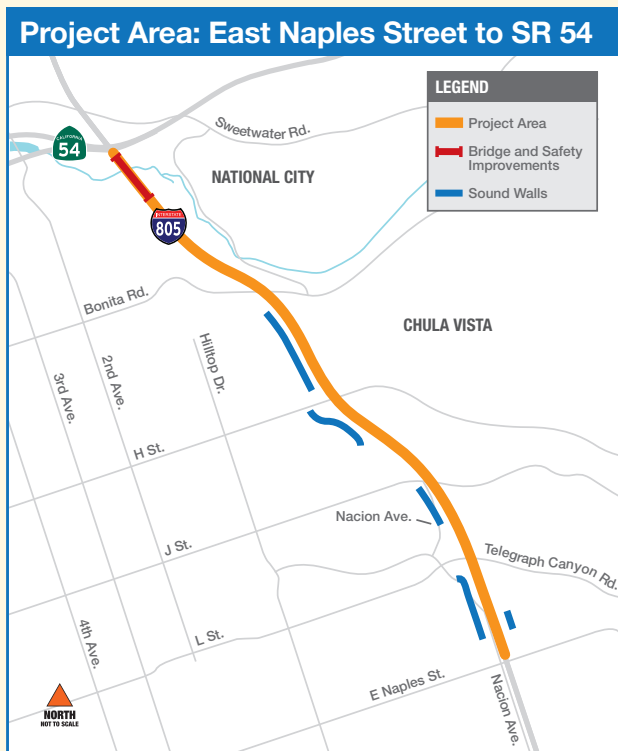 Project Area: East Naples Street to SR 54
LEGEND
Project Area
Bridge and Safety
Improvements
Sound Walls
CALIFORNIA
54
Sweetwater Rd.
NATIONAL CITY
INTERSTATE
805
Bonita Rd.
CHULA VISTA
Hilltop Dr.
2nd Ave.
3rd Ave.
H St.
Nacion Ave.
J St.
Telegraph Canyon Rd.
4th Ave.
L St.
E Naples St.
Nacion Ave.
NORTH
NOT TO SCALE